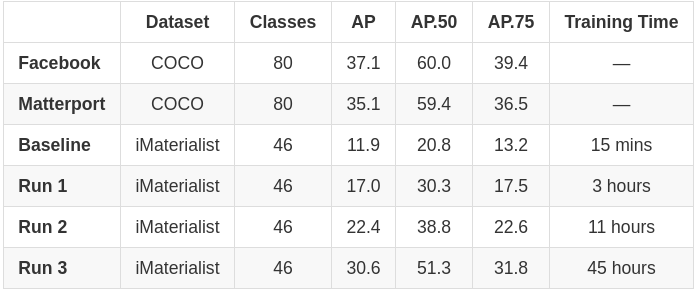 Dataset Classes AP AP.50 AP.75 Training Time
Facebook COCO 80 37.1 60.0 39.4 —
Matterport COCO 80 35.1 59.4 36.5 —
Baseline iMaterialist 46 11.9 20.8 13.2 15 mins
Run 1 iMaterialist 46 17.0 30.3 17.5 3 hours
Run 2 iMaterialist 46 22.4 38.8 22.6 11 hours
Run 3 iMaterialist 46 30.6 51.3 31.8 45 hours